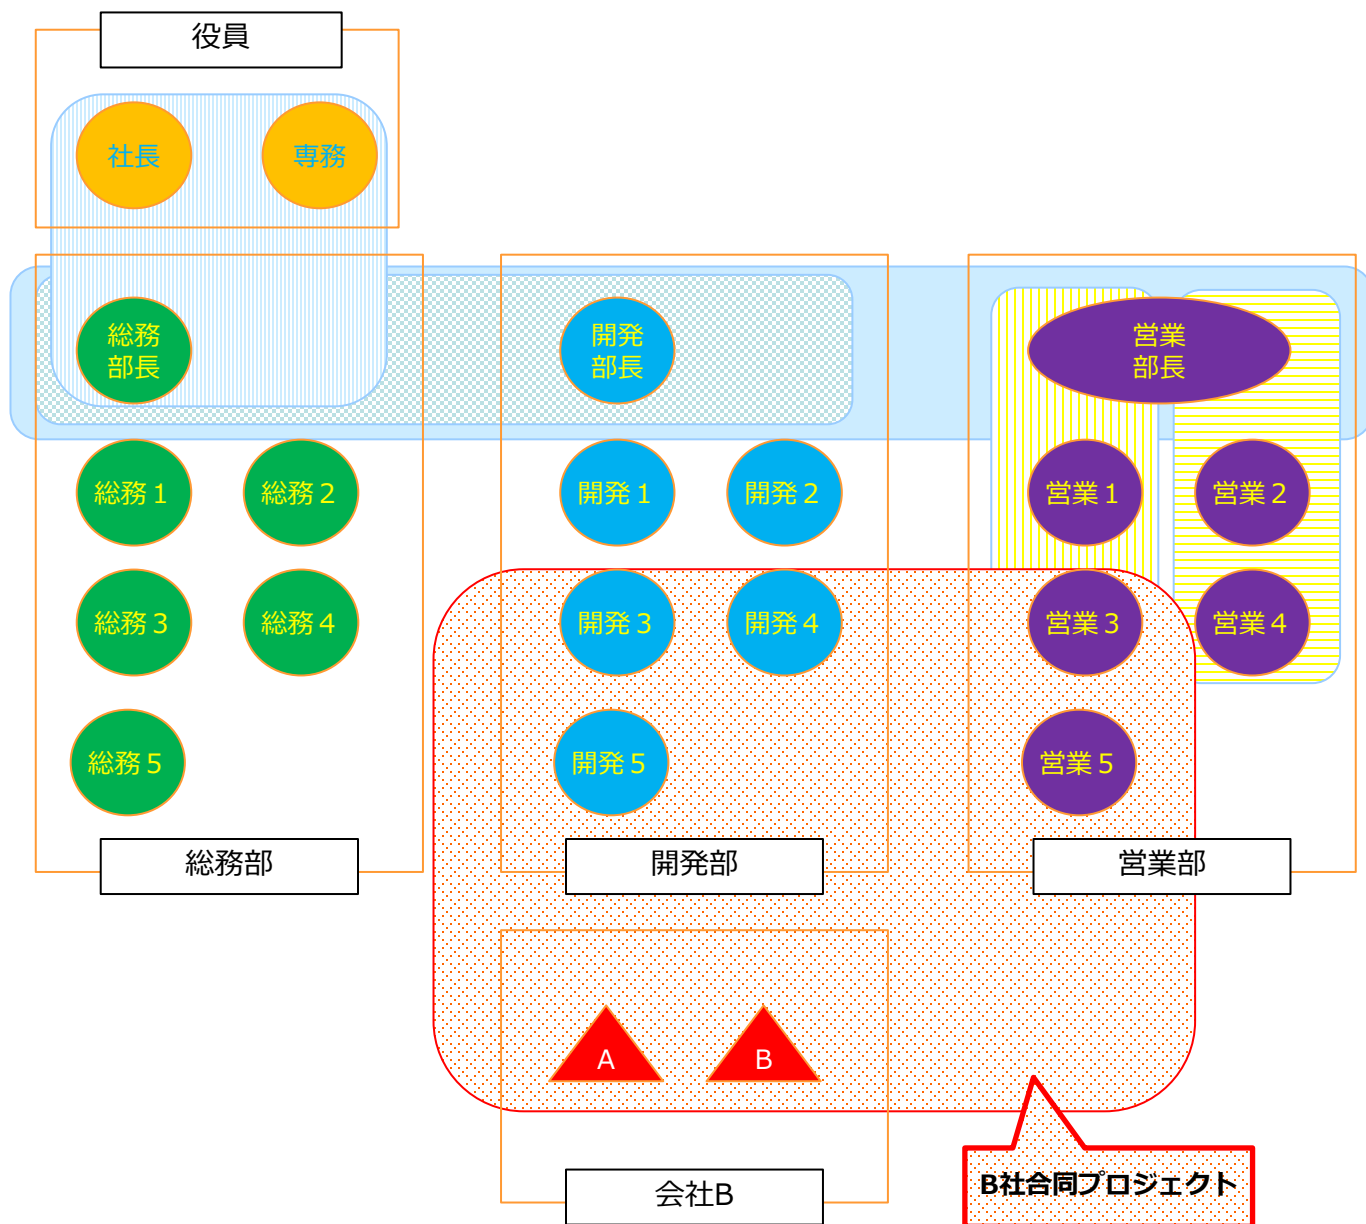 役員
社長
専務
総務
部長
開発
部長
営業
部長
総務１
総務２
開発１
開発２
営業１
営業２
総務３
総務４
開発３
開発４
営業３
営業４
総務５
開発５
営業５
総務部
開発部
営業部
A
B
B社合同プロジェクト
会社B